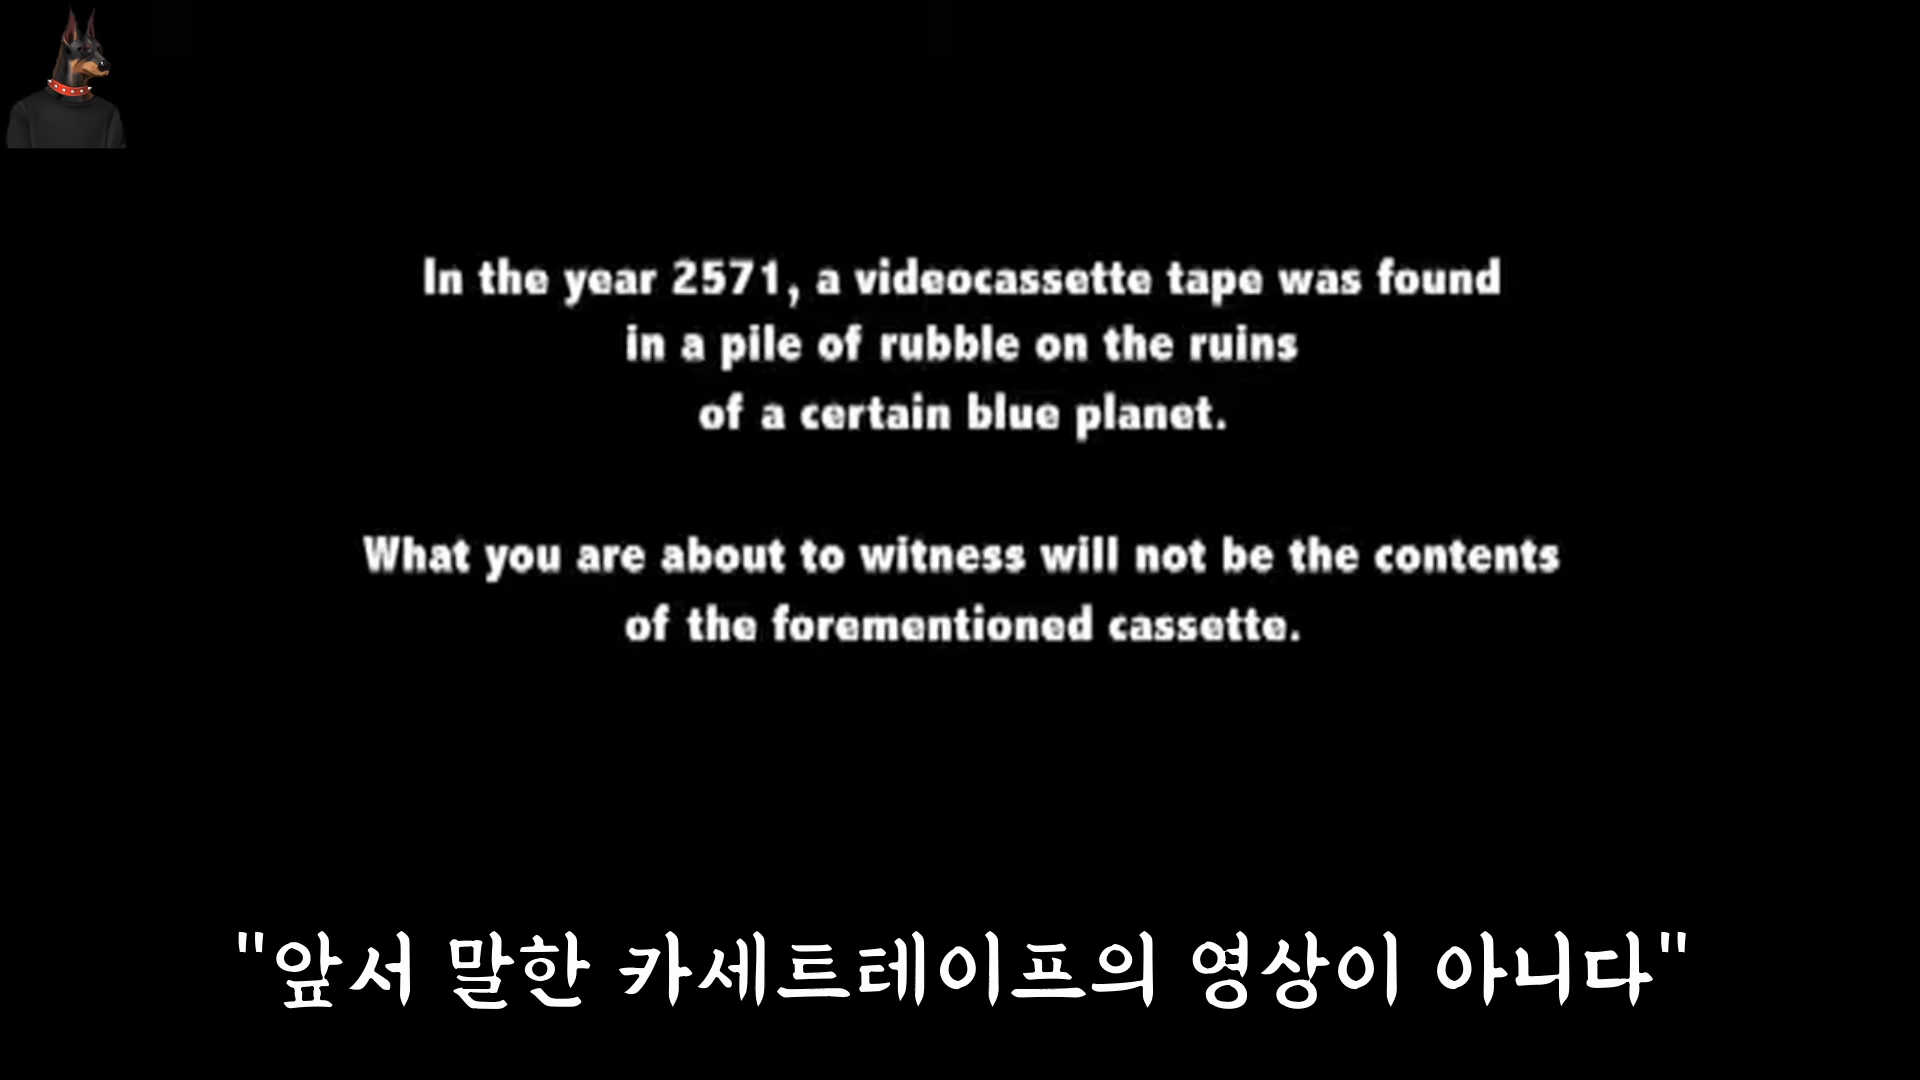 In the year 2571, a videocassette tape was found
in a pile of rubble on the ruins
of a certain blue planet.
What you are about to witness will not be the contents
of the forementioned cassette.
"앞서 말한 카세트테이프의 영상이 아니다"